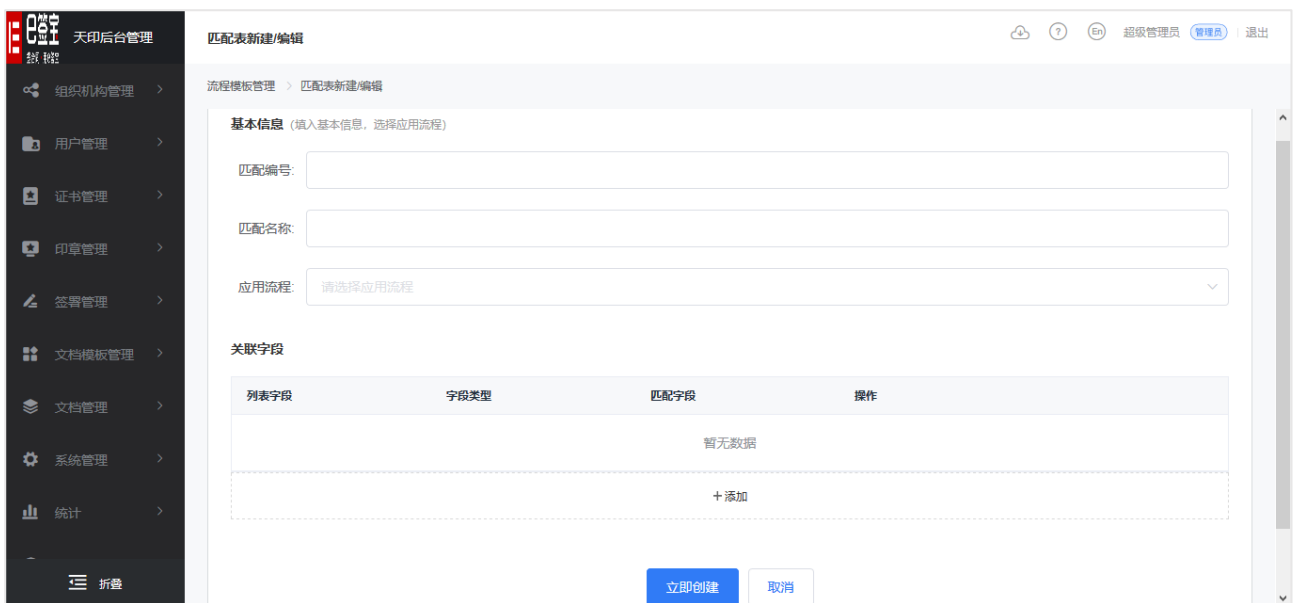 e签宝
天印后台管理
匹配表新建/编辑
En
超级管理员
管理员
退出
组织机构管理
用户管理
证书管理
印章管理
签署管理
文档模板管理
文档管理
系统管理
统计
折叠
流程模板管理 > 匹配表新建/编辑
基本信息（填入基本信息，选择应用流程）
匹配编号:
匹配名称:
应用流程: 请选择应用流程
关联字段
列表字段 字段类型 匹配字段 操作
暂无数据
+添加
立即创建 取消